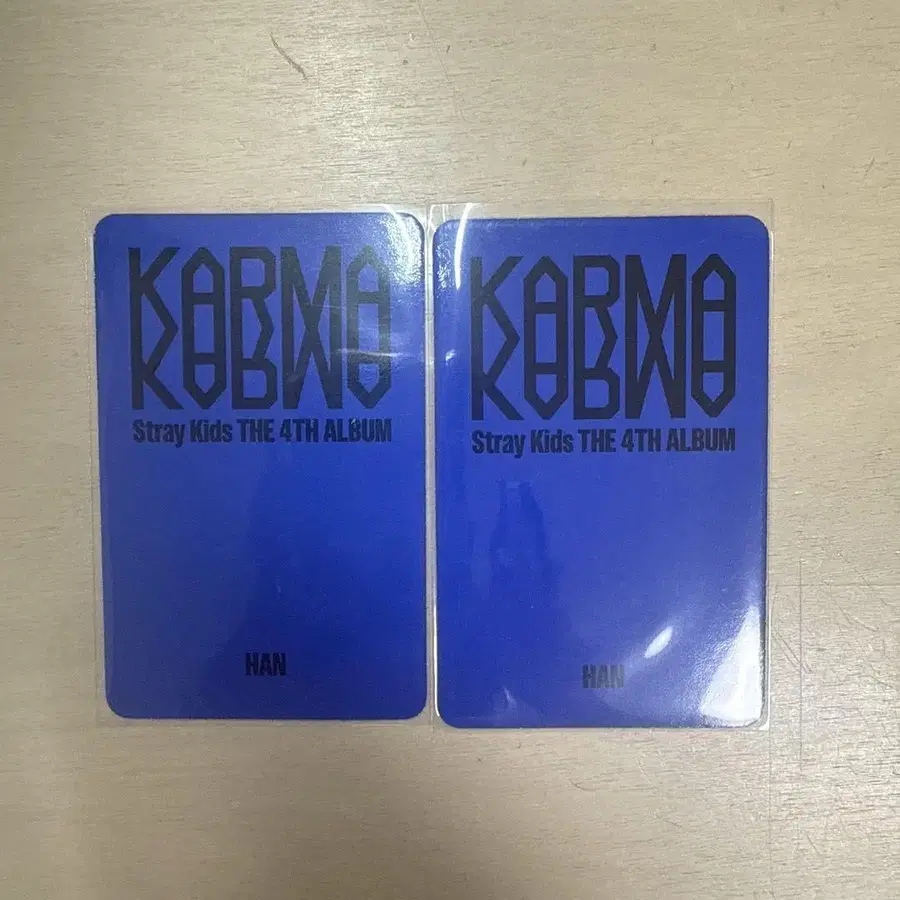 KARMA
Stray Kids THE 4TH ALBUM
HAN
KARMA
Stray Kids THE 4TH ALBUM
HAN